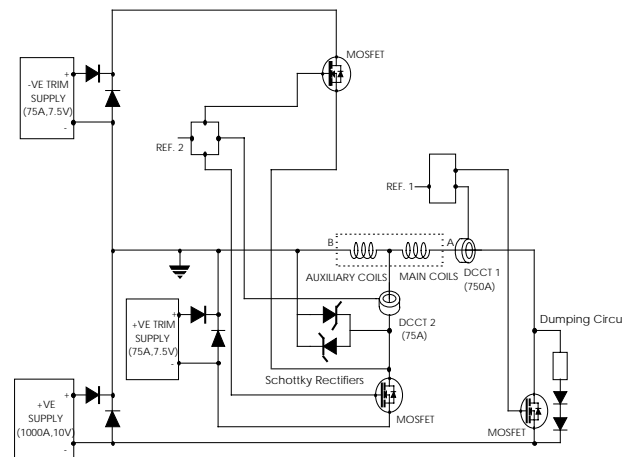 MOSFET
+
-VE TRIM
SUPPLY
(75A,7.5V)
-
REF. 2
REF. 1
B
A
AUXILIARY COILS
MAIN COILS
DCCT 1
(750A)
+
+VE TRIM
SUPPLY
(75A,7.5V)
-
DCCT 2
(75A)
Dumping Circu
Schottky Rectifiers
+
+VE
SUPPLY
(1000A,10V)
-
MOSFET
MOSFET